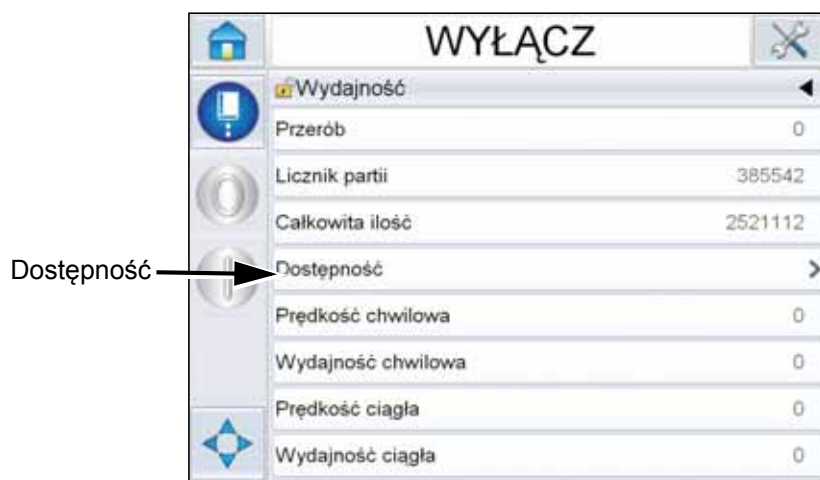 WYŁĄCZ
Wydajność
Przerób 0
Licznik partii 385542
Całkowita ilość 2521112
Dostępność
Dostępność
Prędkość chwilowa 0
Wydajność chwilowa 0
Prędkość ciągła 0
Wydajność ciągła 0